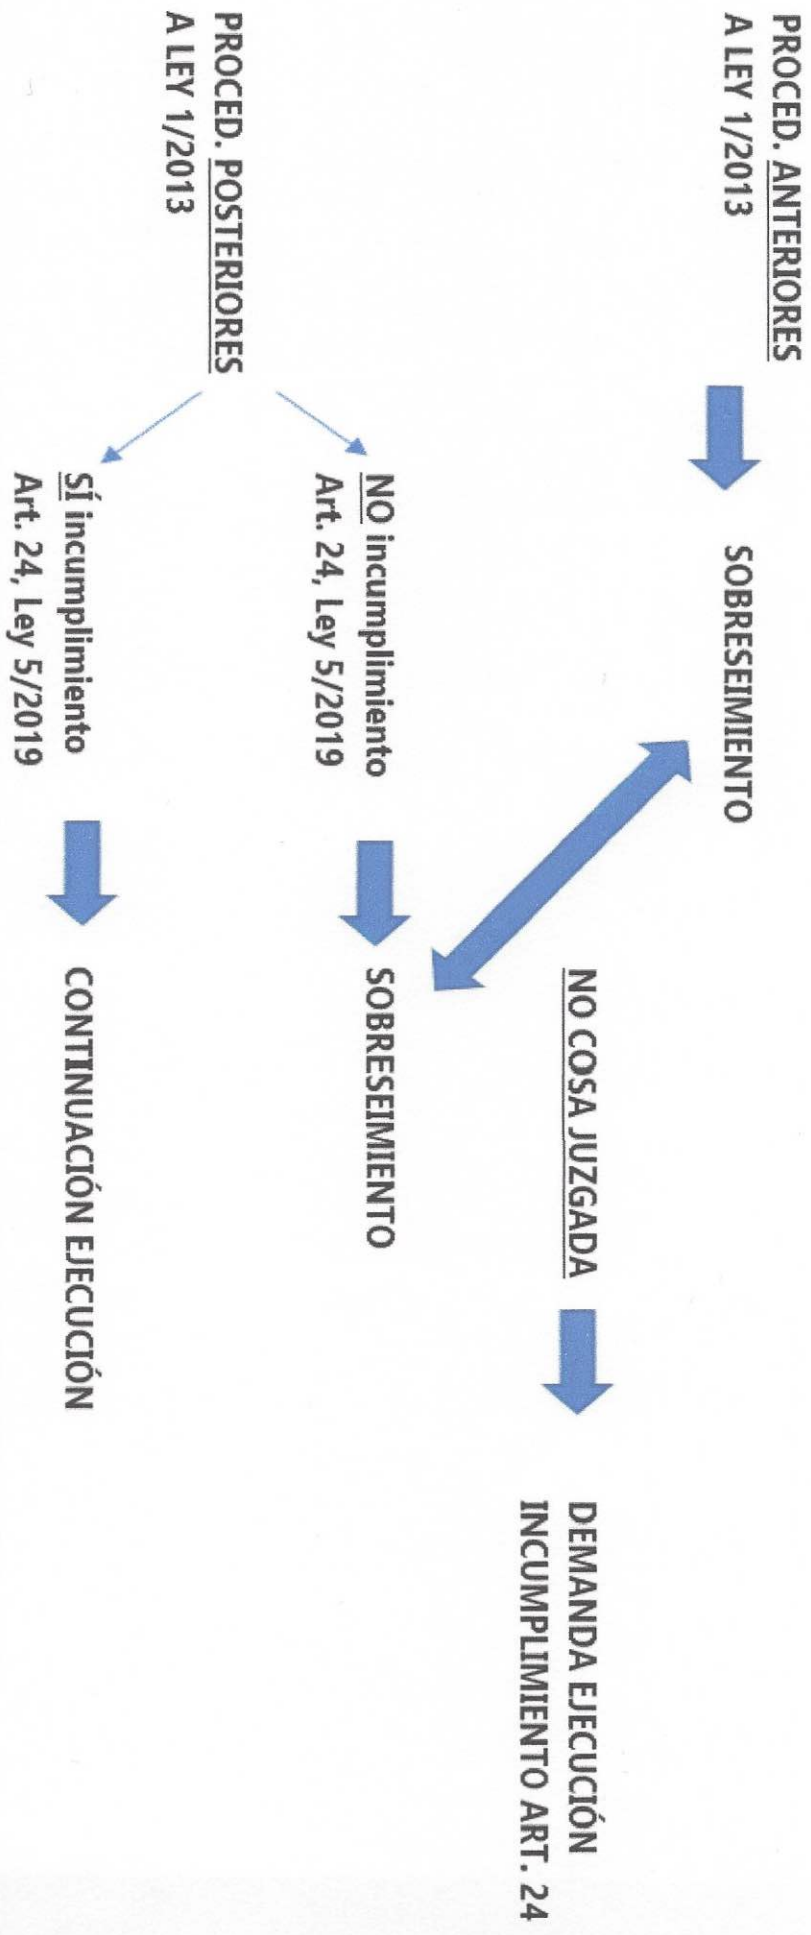 PROCED. ANTERIORES
A LEY 1/2013
SOBRESEIMIENTO
NO COSA JUZGADA
DEMANDA EJECUCIÓN
INCUMPLIMIENTO ART. 24
PROCED. POSTERIORES
A LEY 1/2013
NO incumplimiento
Art. 24, Ley 5/2019
SOBRESEIMIENTO
SÍ incumplimiento
Art. 24, Ley 5/2019
CONTINUACIÓN EJECUCIÓN